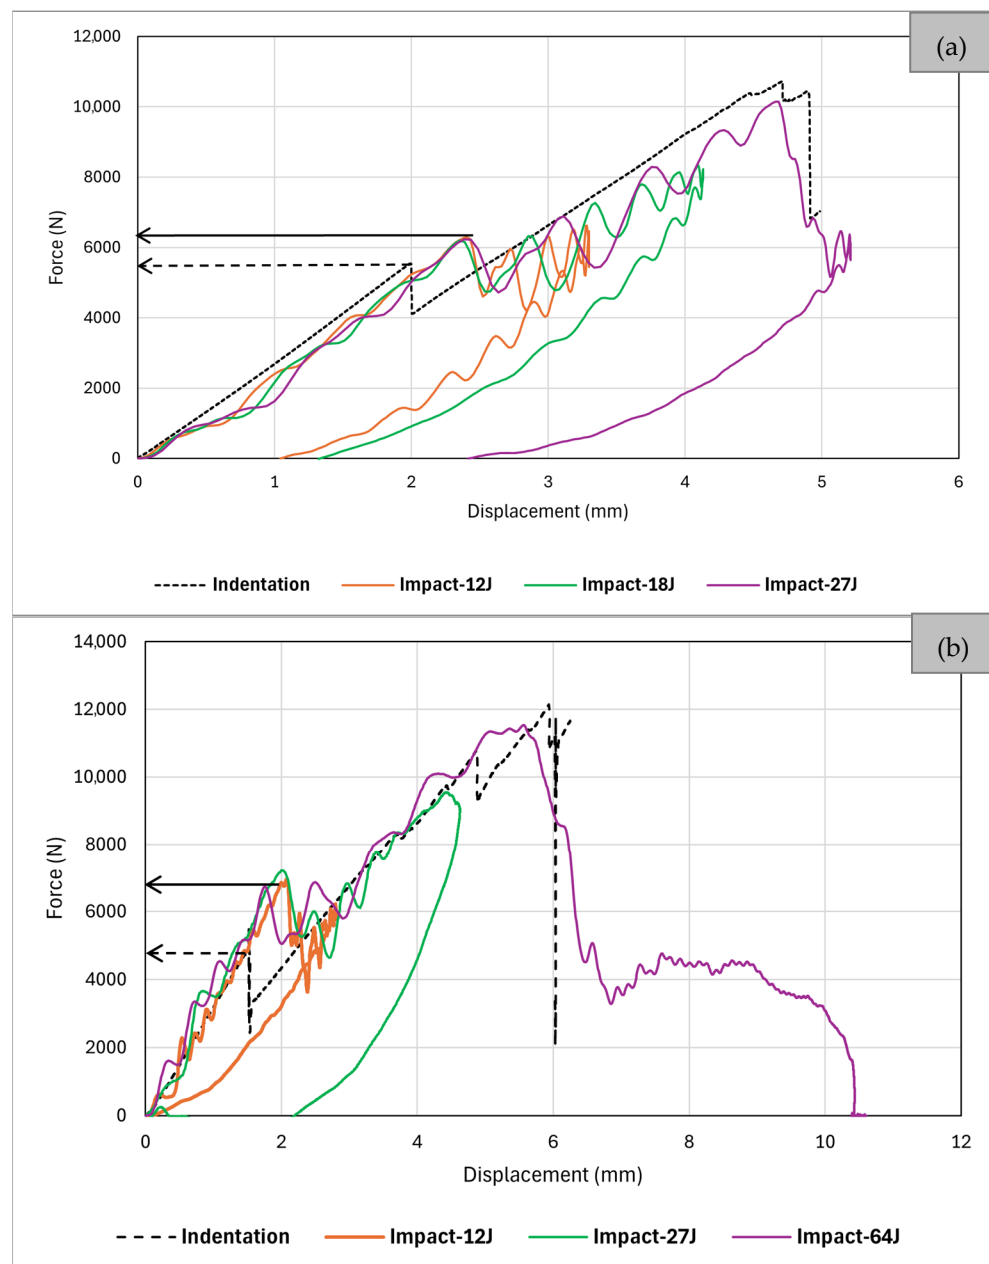 (a)
12,000
10,000
8000
6000
4000
2000
0
Force (N)
0 1 2 3 4 5 6
Displacement (mm)
Indentation Impact-12J Impact-18J Impact-27J
(b)
14,000
12,000
10,000
8000
6000
4000
2000
0
Force (N)
0 2 4 6 8 10 12
Displacement (mm)
Indentation Impact-12J Impact-27J Impact-64J